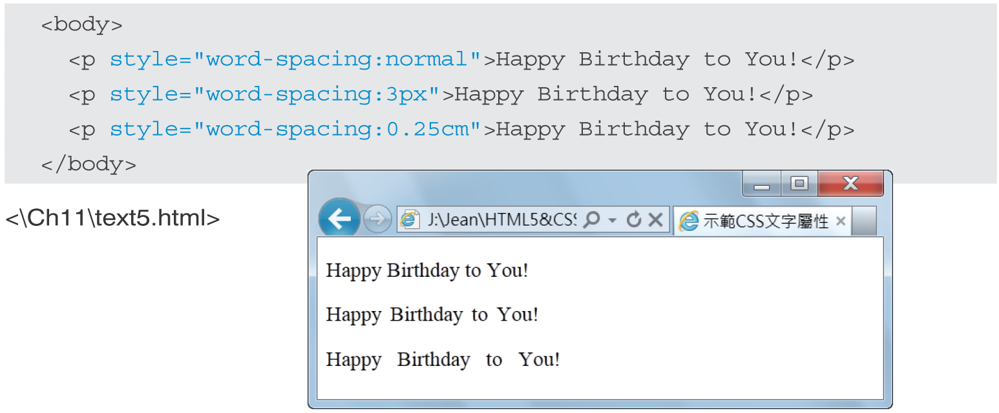 <body>
<p style="word-spacing:normal">Happy Birthday to You!</p>
<p style="word-spacing:3px">Happy Birthday to You!</p>
<p style="word-spacing:0.25cm">Happy Birthday to You!</p>
</body>
<\Ch11\text5.html>
J:\Jean\HTML5&CS
示範CSS文字屬性
Happy Birthday to You!
Happy Birthday to You!
Happy Birthday to You!